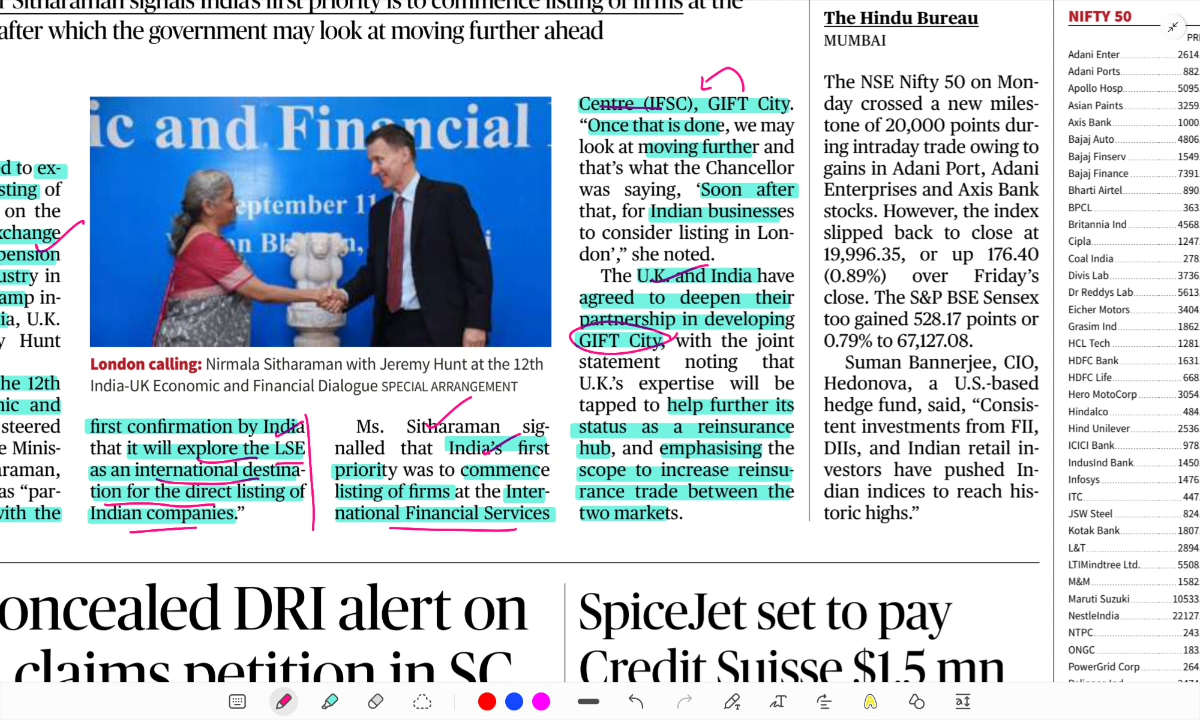 r Sitharaman signals India's first priority is to commence listing of firms at the
after which the government may look at moving further ahead
ed to ex-
sting of
on the
xchange
pension
ustry in
amp in-
ia, U.K.
y Hunt
he 12th
nic and
steered
e Minis-
araman,
as “par-
with the
ic and Financial
eptember 11
n Bh
an,
i
London calling: Nirmala Sitharaman with Jeremy Hunt at the 12th
India-UK Economic and Financial Dialogue SPECIAL ARRANGEMENT
first confirmation by India
that it will explore the LSE
as an international destina-
tion for the direct listing of
Indian companies.”
Ms. Sitharaman sig-
nalled that India's first
priority was to commence
listing of firms at the Inter-
national Financial Services
Centre (IFSC), GIFT City.
“Once that is done, we may
look at moving further and
that's what the Chancellor
was saying, ‘Soon after
that, for Indian businesses
to consider listing in Lon-
don’,” she noted.
The U.K. and India have
agreed to deepen their
partnership in developing
GIFT City, with the joint
statement noting that
U.K.'s expertise will be
tapped to help further its
status as a reinsurance
hub, and emphasising the
scope to increase reinsu-
rance trade between the
two markets.
The Hindu Bureau
MUMBAI
The NSE Nifty 50 on Mon-
day crossed a new miles-
tone of 20,000 points dur-
ing intraday trade owing to
gains in Adani Port, Adani
Enterprises and Axis Bank
stocks. However, the index
slipped back to close at
19,996.35, or up 176.40
(0.89%) over Friday's
close. The S&P BSE Sensex
too gained 528.17 points or
0.79% to 67,127.08.
Suman Bannerjee, CIO,
Hedonova, a U.S.-based
hedge fund, said, “Consis-
tent investments from FII,
DIIs, and Indian retail in-
vestors have pushed In-
dian indices to reach his-
toric highs.”
NIFTY 50
PRI
Adani Enter 2614
Adani Ports 882
Apollo Hosp 5095
Asian Paints 3259
Axis Bank 1000
Bajaj Auto 4806
Bajaj Finserv 1549
Bajaj Finance 7391
Bharti Airtel 890
BPCL 363
Britannia Ind 4568
Cipla 1247
Coal India 278
Divis Lab 3761
Dr Reddys Lab 5613
Eicher Motors 3404
Grasim Ind 1862
HCL Tech 1281
HDFC Bank 1631
HDFC Life 668
Hero MotoCorp 3054
Hindalco 484
Hind Unilever 2536
ICICI Bank 978
IndusInd Bank 1450
Infosys 1476
ITC 447
JSW Steel 824
Kotak Bank 1807
L&T 2894
LTIMindtree Ltd. 5508
M&M 1582
Maruti Suzuki 10533
NestleIndia 22127
NTPC 243
ONGC 183
PowerGrid Corp 264
oncealed DRI alert on
claims petition in SC
SpiceJet set to pay
Credit Suisse $1.5 mn